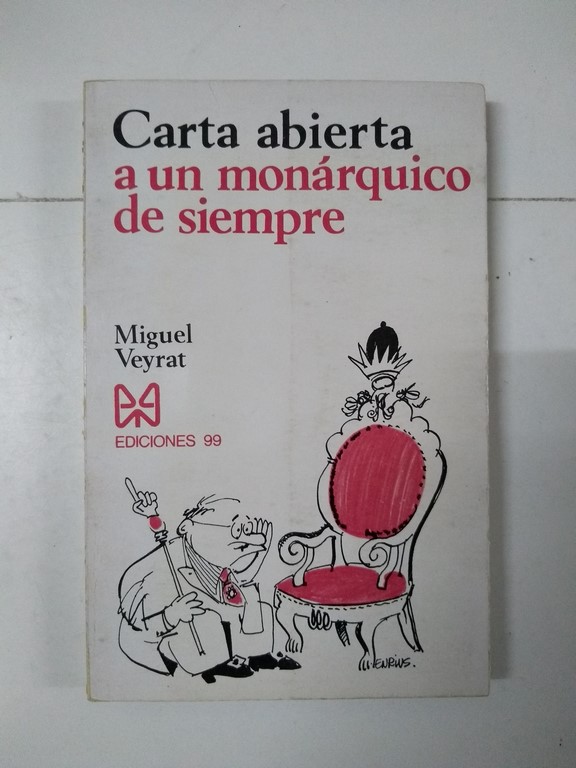 Carta abierta
a un monárquico
de siempre
Miguel
Veyrat
EDICIONES 99